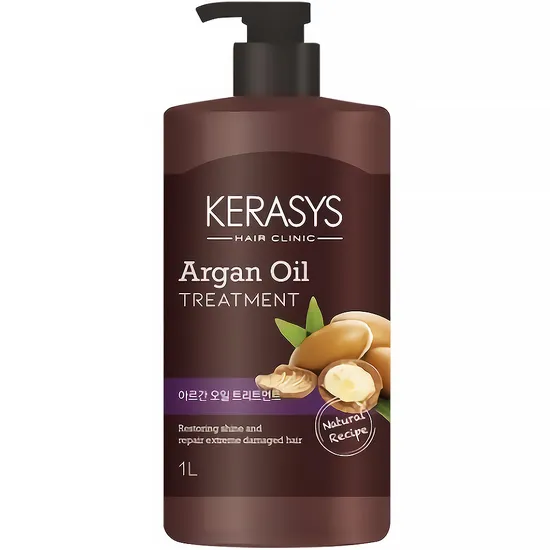 KERASYS
HAIR CLINIC
Argan Oil
TREATMENT
아르간 오일 트리트먼트
Natural
Recipe
Restoring shine and
repair extreme damaged hair
1L